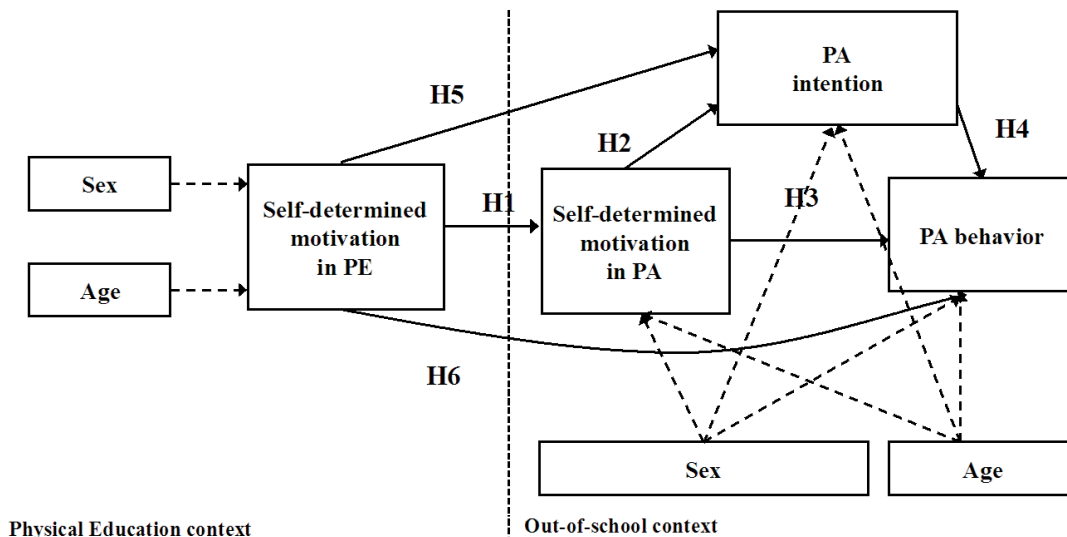 PA
intention
H5
H2
H4
Sex
Self-determined
motivation
in PE
H1
Self-determined
motivation
in PA
H3
PA behavior
Age
H6
Sex
Age
Physical Education context
Out-of-school context